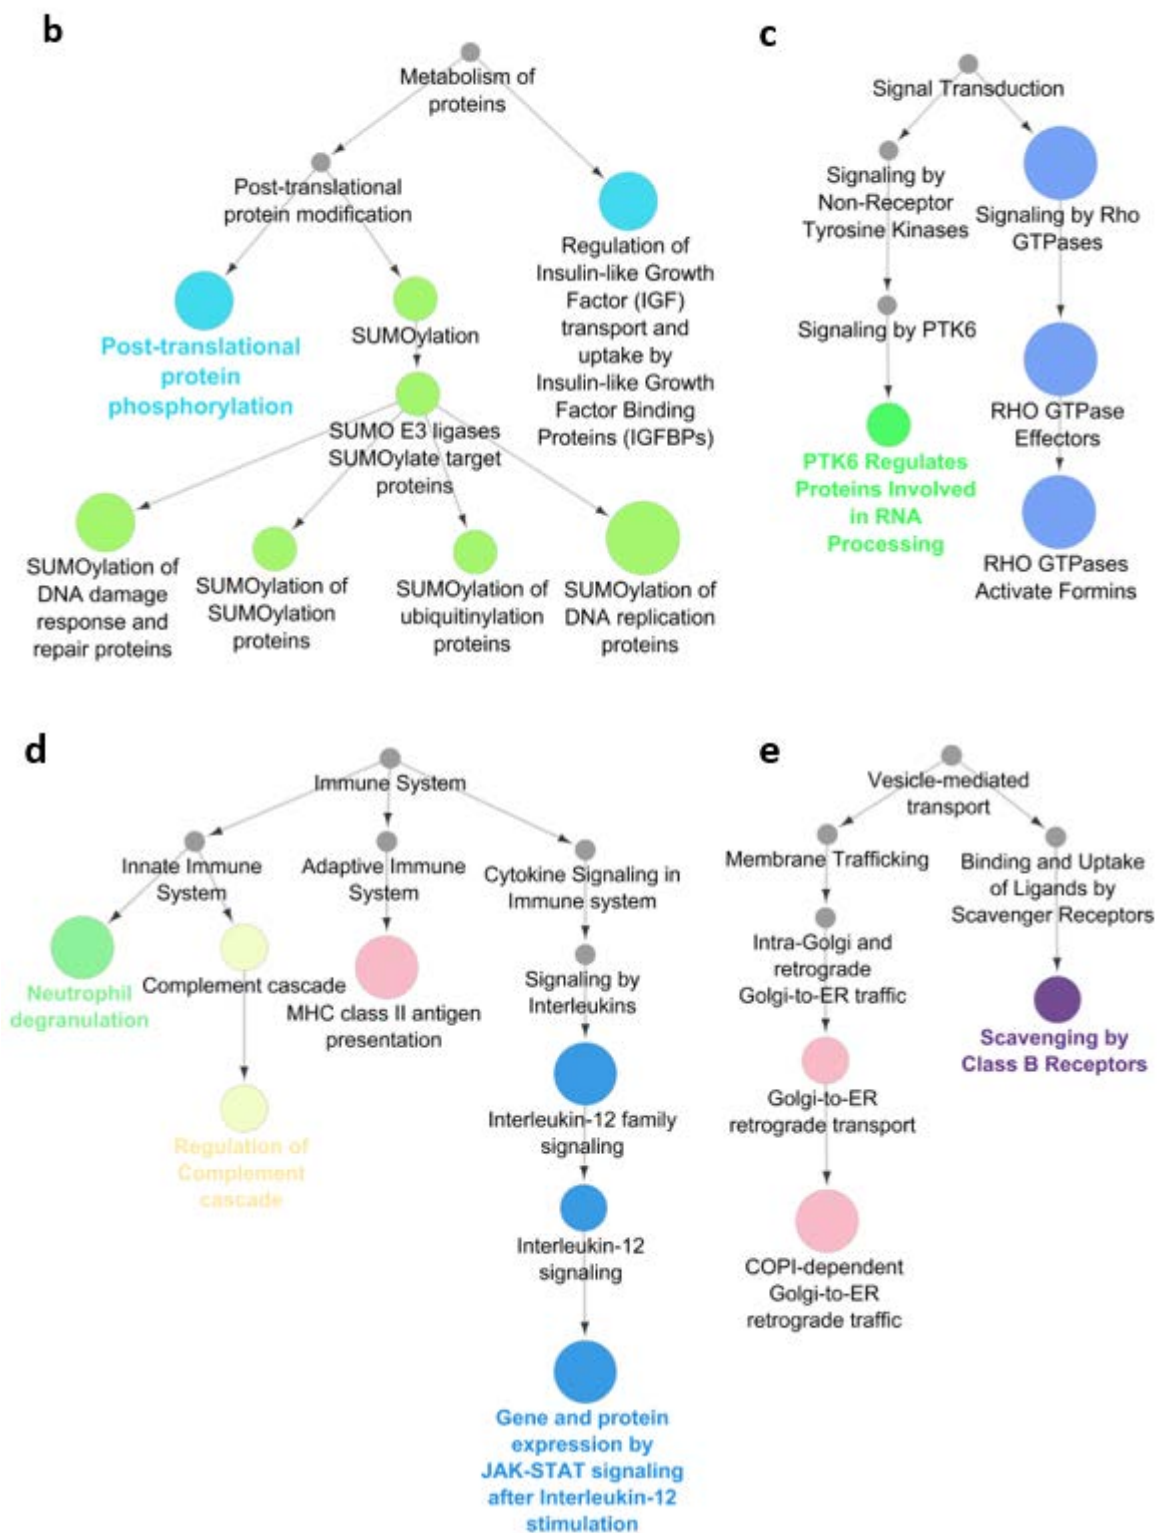 b
Metabolism of
proteins
Post-translational
protein modification
Post-translational
protein
phosphorylation
SUMOylation
Regulation of
Insulin-like Growth
Factor (IGF)
transport and
uptake by
Insulin-like Growth
Factor Binding
Proteins (IGFBPs)
SUMO E3 ligases
SUMOylate target
proteins
SUMOylation of
DNA damage
response and
repair proteins
SUMOylation of
SUMOylation
proteins
SUMOylation of
ubiquitinylation
proteins
SUMOylation of
DNA replication
proteins
c
Signal Transduction
Signaling by
Non-Receptor
Tyrosine Kinases
Signaling by Rho
GTPases
Signaling by PTK6
RHO GTPase
Effectors
PTK6 Regulates
Proteins Involved
in RNA
Processing
RHO GTPases
Activate Formins
d
Immune System
Innate Immune
System
Adaptive Immune
System
Cytokine Signaling in
Immune system
Neutrophil
degranulation
Complement cascade
MHC class II antigen
presentation
Signaling by
Interleukins
Regulation of
Complement
cascade
Interleukin-12 family
signaling
Interleukin-12
signaling
Gene and protein
expression by
JAK-STAT signaling
after Interleukin-12
stimulation
e
Vesicle-mediated
transport
Membrane Trafficking
Binding and Uptake
of Ligands by
Scavenger Receptors
Intra-Golgi and
retrograde
Golgi-to-ER traffic
Scavenging by
Class B Receptors
Golgi-to-ER
retrograde transport
COPI-dependent
Golgi-to-ER
retrograde traffic